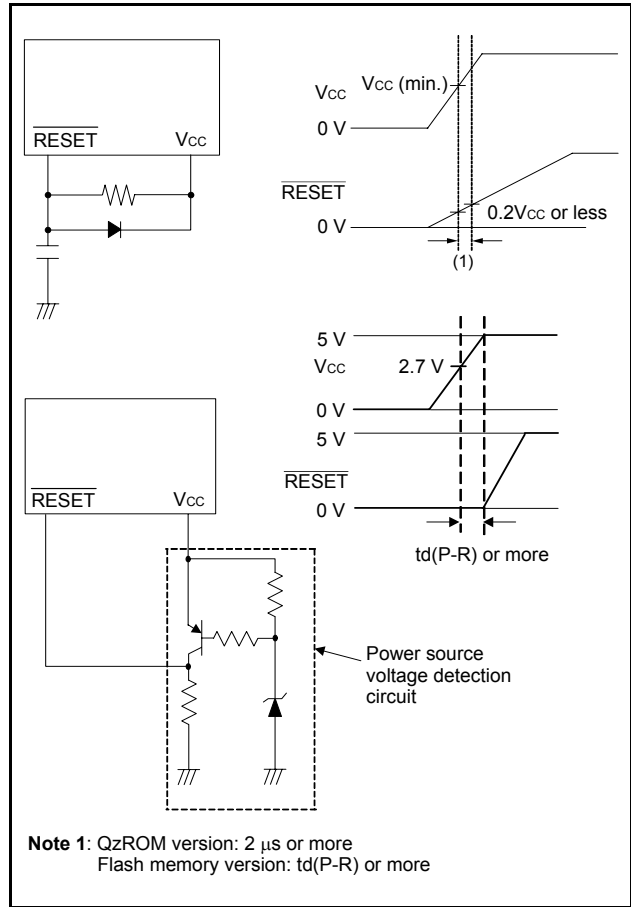 RESET
Vcc
Vcc
Vcc (min.)
0 V
RESET
0 V
0.2Vcc or less
(1)
5 V
Vcc
2.7 V
0 V
5 V
RESET
0 V
td(P-R) or more
RESET
Vcc
Power source
voltage detection
circuit
Note 1: QzROM version: 2 μs or more
Flash memory version: td(P-R) or more